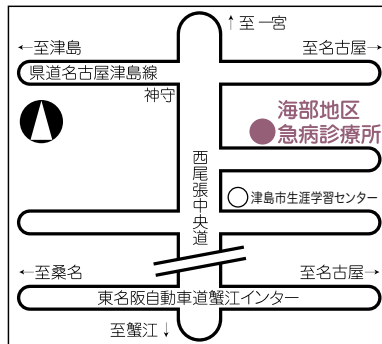 ↑至一宮
←至津島
至名古屋→
県道名古屋津島線
神守
海部地区
急病診療所
西尾張中央道
津島市生涯学習センター
←至桑名
至名古屋→
東名阪自動車道蟹江インター
至蟹江↓